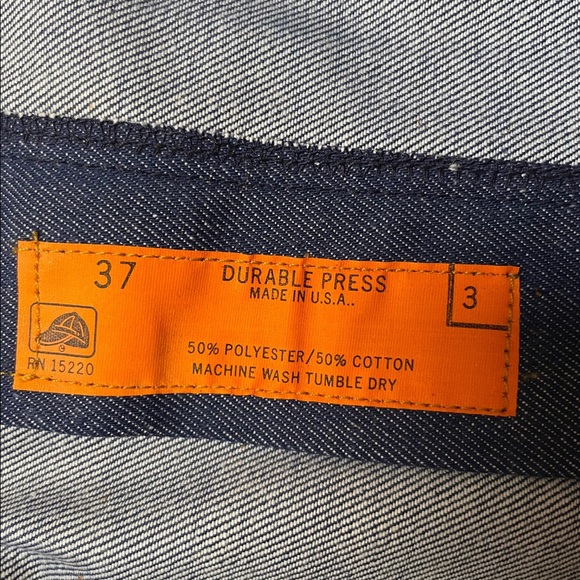 37 DURABLE PRESS 3
MADE IN U.S.A..
50% POLYESTER/50% COTTON
RN 15220 MACHINE WASH TUMBLE DRY